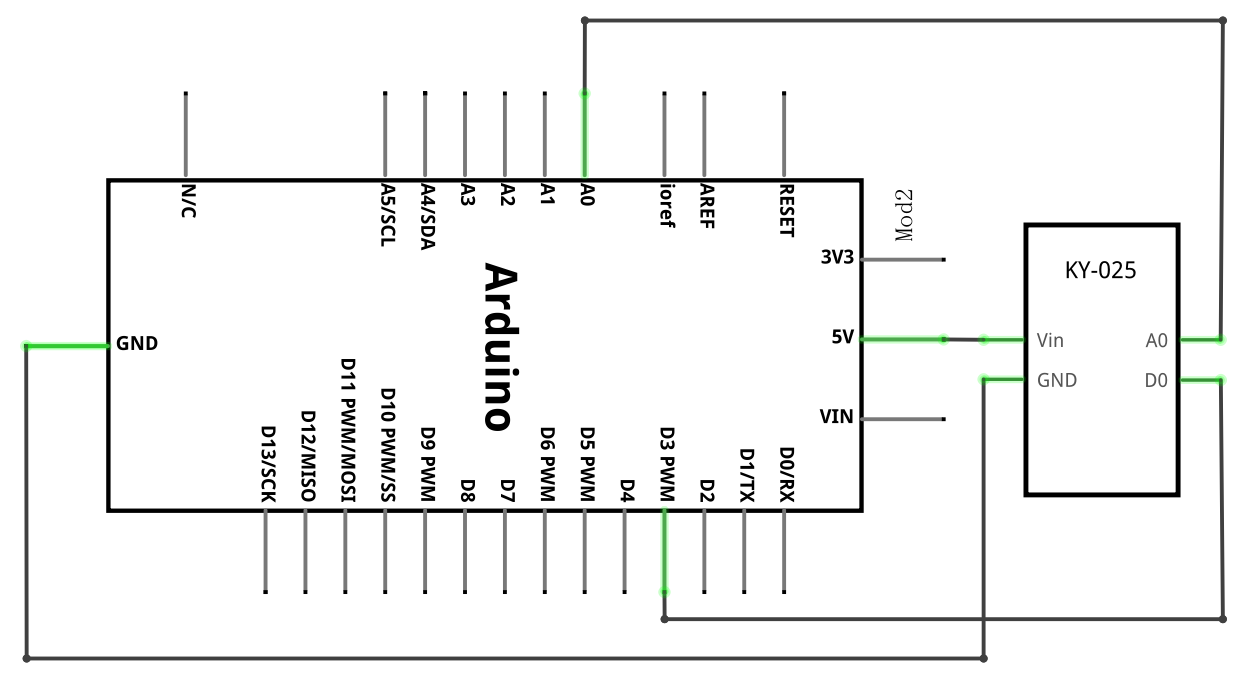 N/C
A5/SCL
A4/SDA
A3
A2
A1
A0
ioref
AREF
RESET
Mod2
3V3
5V
VIN
GND
Arduino
D13/SCK
D12/MISO
D11 PWM/MOSI
D10 PWM/SS
D9 PWM
D8
D7
D6 PWM
D5 PWM
D4
D3 PWM
D2
D1/TX
D0/RX
KY-025
Vin
A0
GND
D0